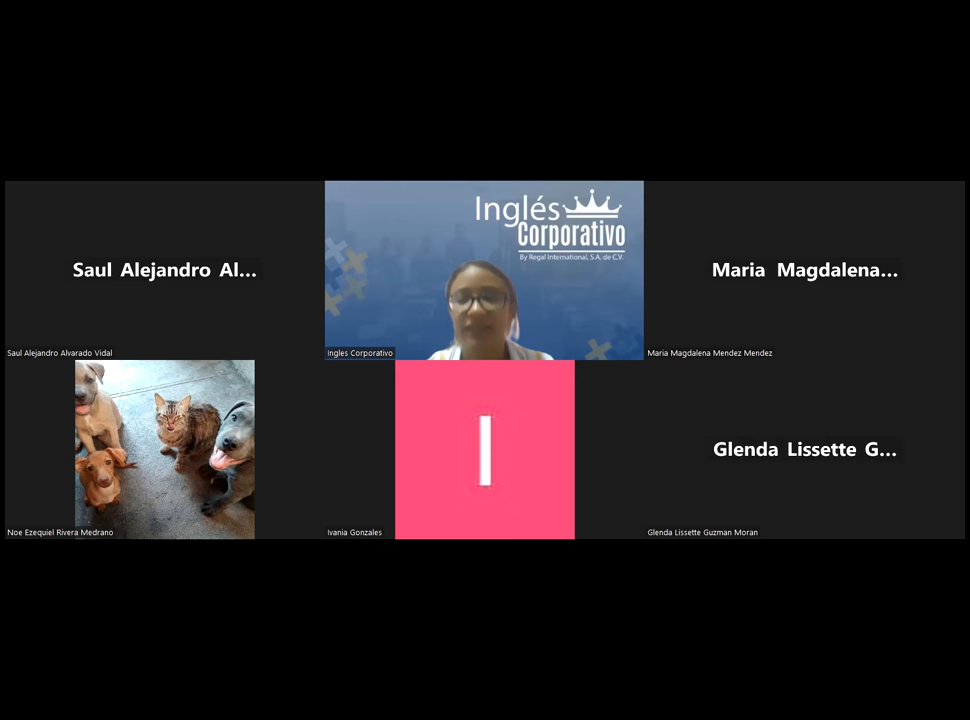 Saul Alejandro Al...
Inglés
Corporativo
By Regal International, S.A. de C.V.
Maria Magdalena...
Saul Alejandro Alvarado Vidal
Ingles Corporativo
Maria Magdalena Mendez Mendez
I
Glenda Lissette G...
Noe Ezequiel Rivera Medrano
Ivania Gonzales
Glenda Lissette Guzman Moran